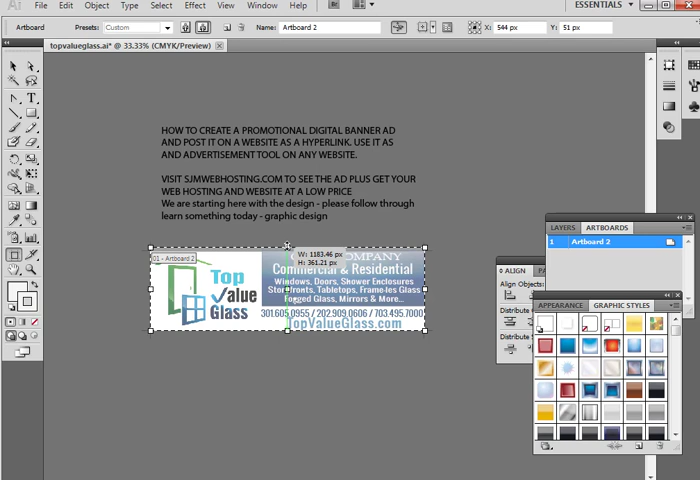 Ai File Edit Object Type Select Effect View Window Help Br ESSENTIALS
Artboard Presets: Custom Name: Artboard 2 X: 544 px Y: 51 px
topvalueglass.ai* @ 33.33% (CMYK/Preview)
HOW TO CREATE A PROMOTIONAL DIGITAL BANNER AD
AND POST IT ON A WEBSITE AS A HYPERLINK. USE IT AS
AND ADVERTISEMENT TOOL ON ANY WEBSITE.
VISIT SJMWEBHOSTING.COM TO SEE THE AD PLUS GET YOUR
WEB HOSTING AND WEBSITE AT A LOW PRICE
We are starting here with the design - please follow through
learn something today - graphic design
01 - Artboard 2
W: 1183.46 px
H: 361.21 px
COMPANY
Commercial & Residential
Windows, Doors, Shower Enclosures
Storefronts, Tabletops, Frame-les Glass
Fogged Glass, Mirrors & More...
301.605.0955 / 202.909.0606 / 703.495.7000
TopValueGlass.com
Top
Value
Glass
LAYERS ARTBOARDS
1 Artboard 2
ALIGN
Align Objects:
Distribute
Distribute
APPEARANCE GRAPHIC STYLES